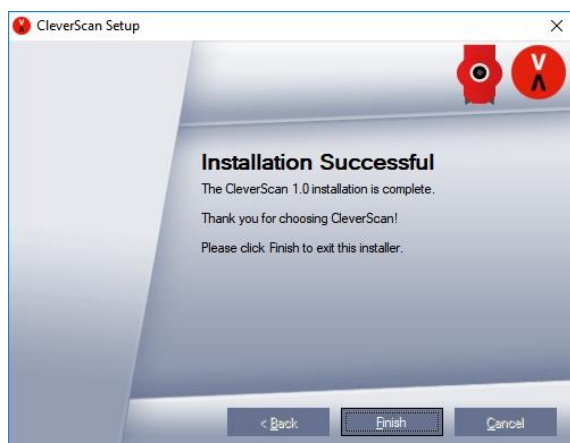 CleverScan Setup
Installation Successful
The CleverScan 1.0 installation is complete.
Thank you for choosing CleverScan!
Please click Finish to exit this installer.
< Back
Finish
Cancel